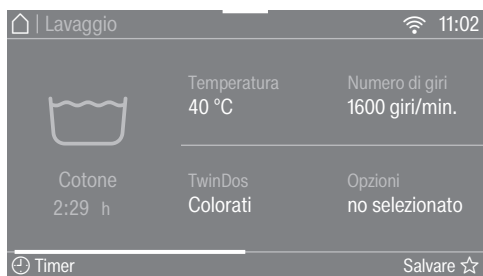 | Lavaggio 11:02
Temperatura Numero di giri
40 °C 1600 giri/min.
Cotone TwinDos Opzioni
2:29 h Colorati no selezionato
Timer Salvare